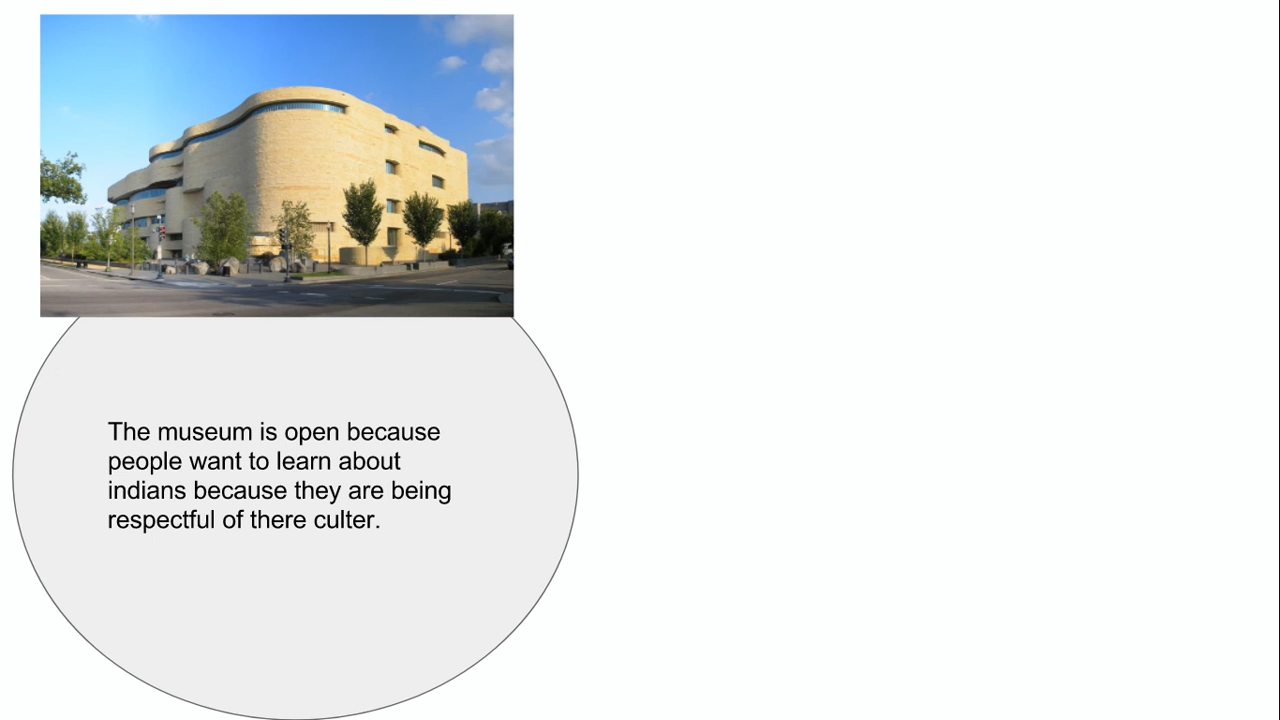 The museum is open because
people want to learn about
indians because they are being
respectful of there culter.